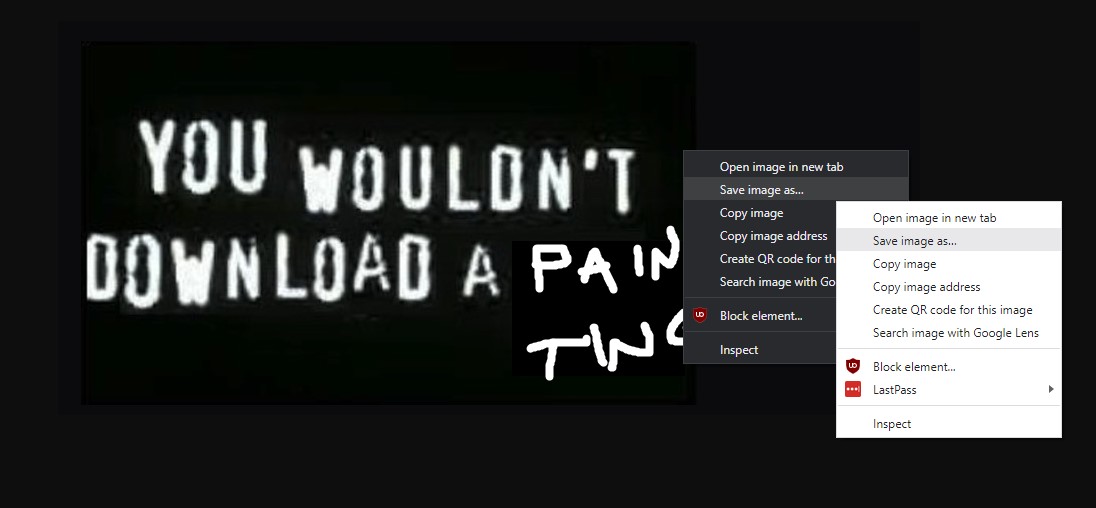 YOU WOULDN'T
DOWNLOAD A PAIN
TING
Open image in new tab
Save image as...
Copy image
Copy image address
Create QR code for th
Search image with Go
Block element...
Inspect
Open image in new tab
Save image as...
Copy image
Copy image address
Create QR code for this image
Search image with Google Lens
Block element...
LastPass
Inspect